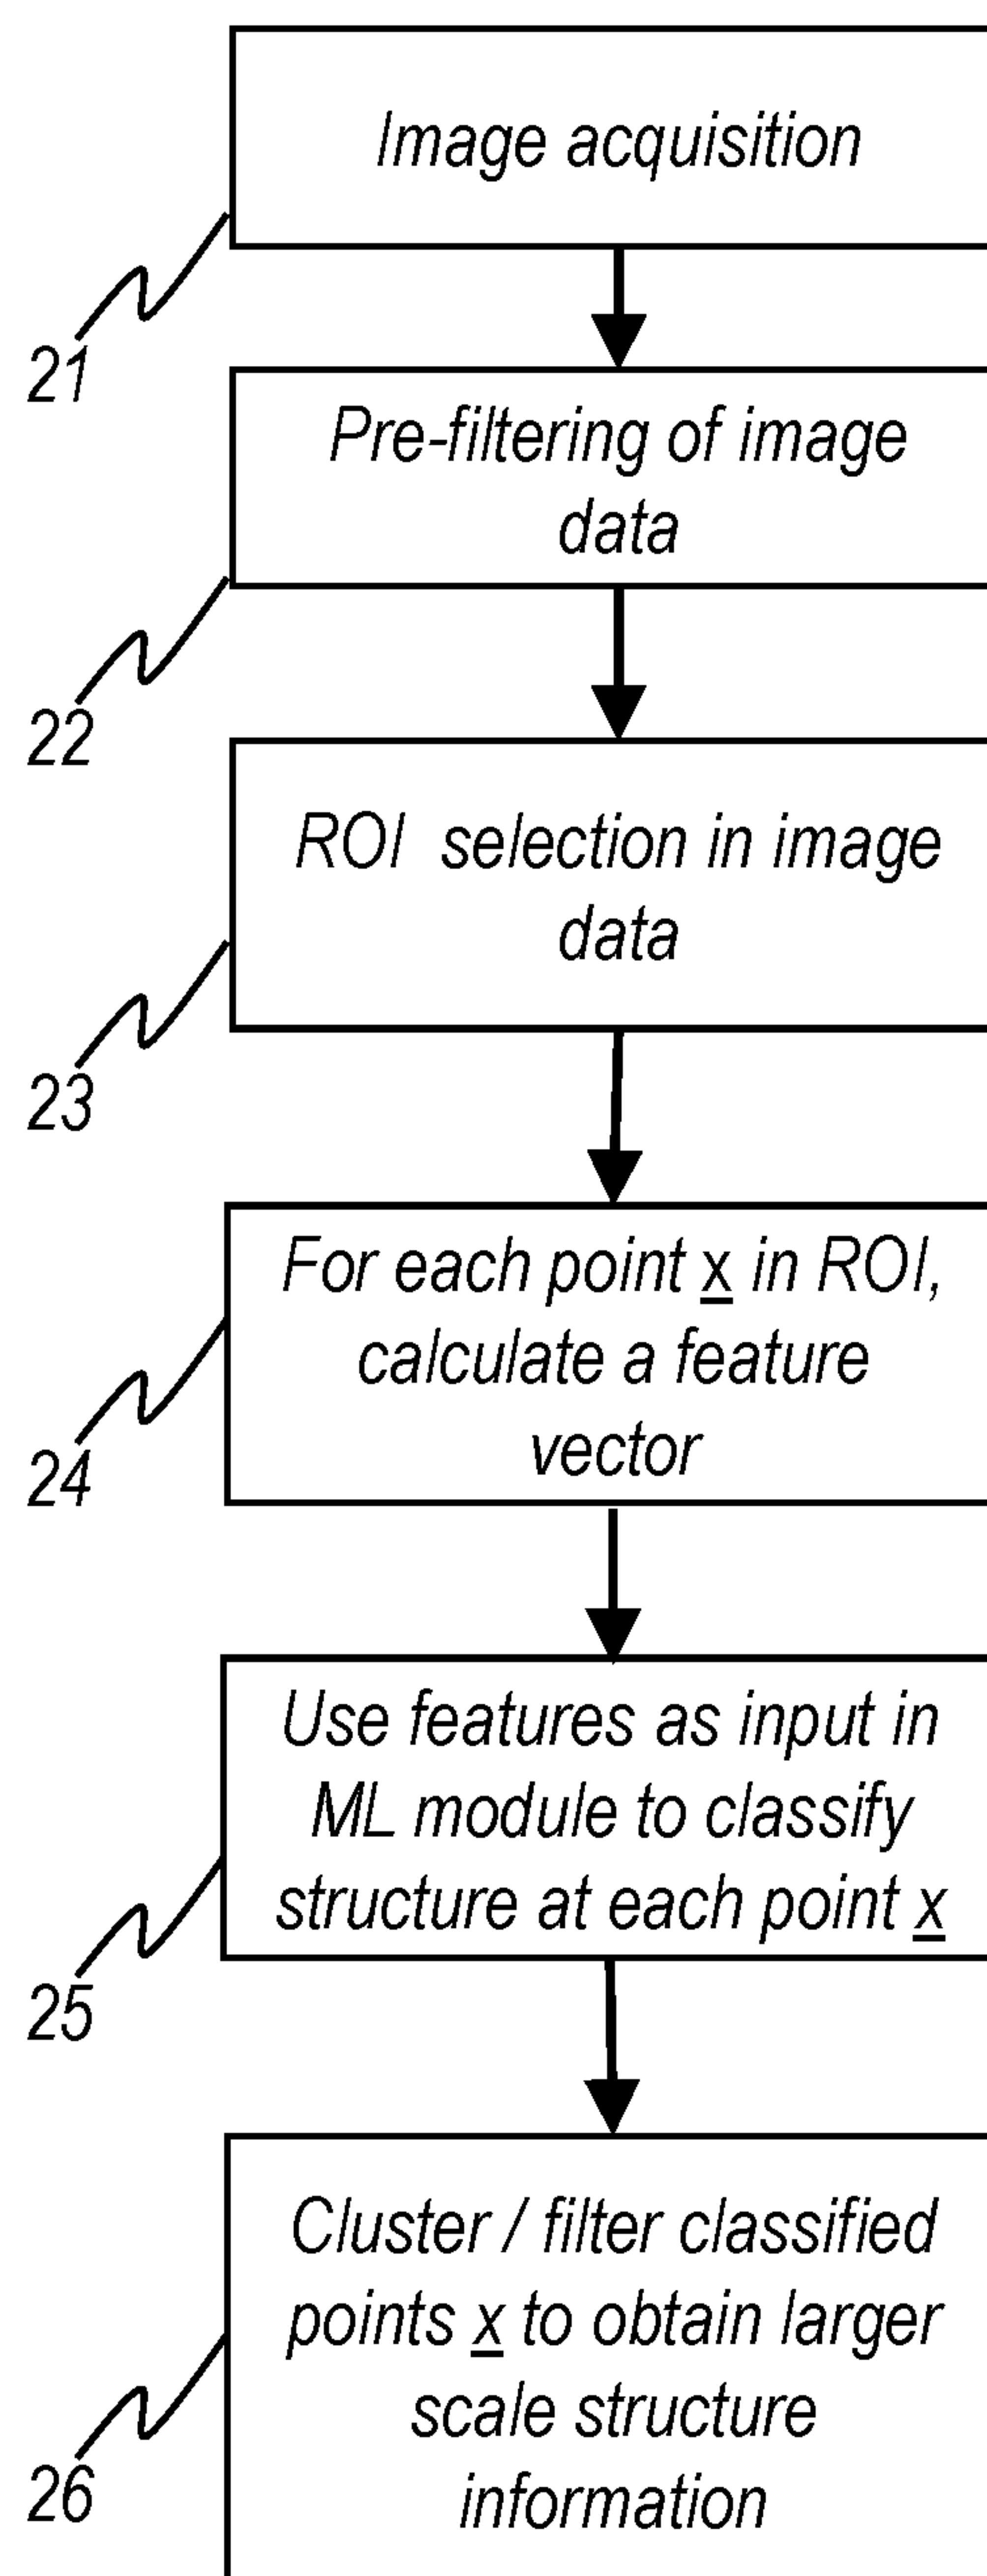 Image acquisition
21
Pre-filtering of image
data
22
ROI selection in image
data
23
For each point x in ROI,
calculate a feature
vector
24
Use features as input in
ML module to classify
structure at each point x
25
Cluster / filter classified
points x to obtain larger
scale structure
information
26